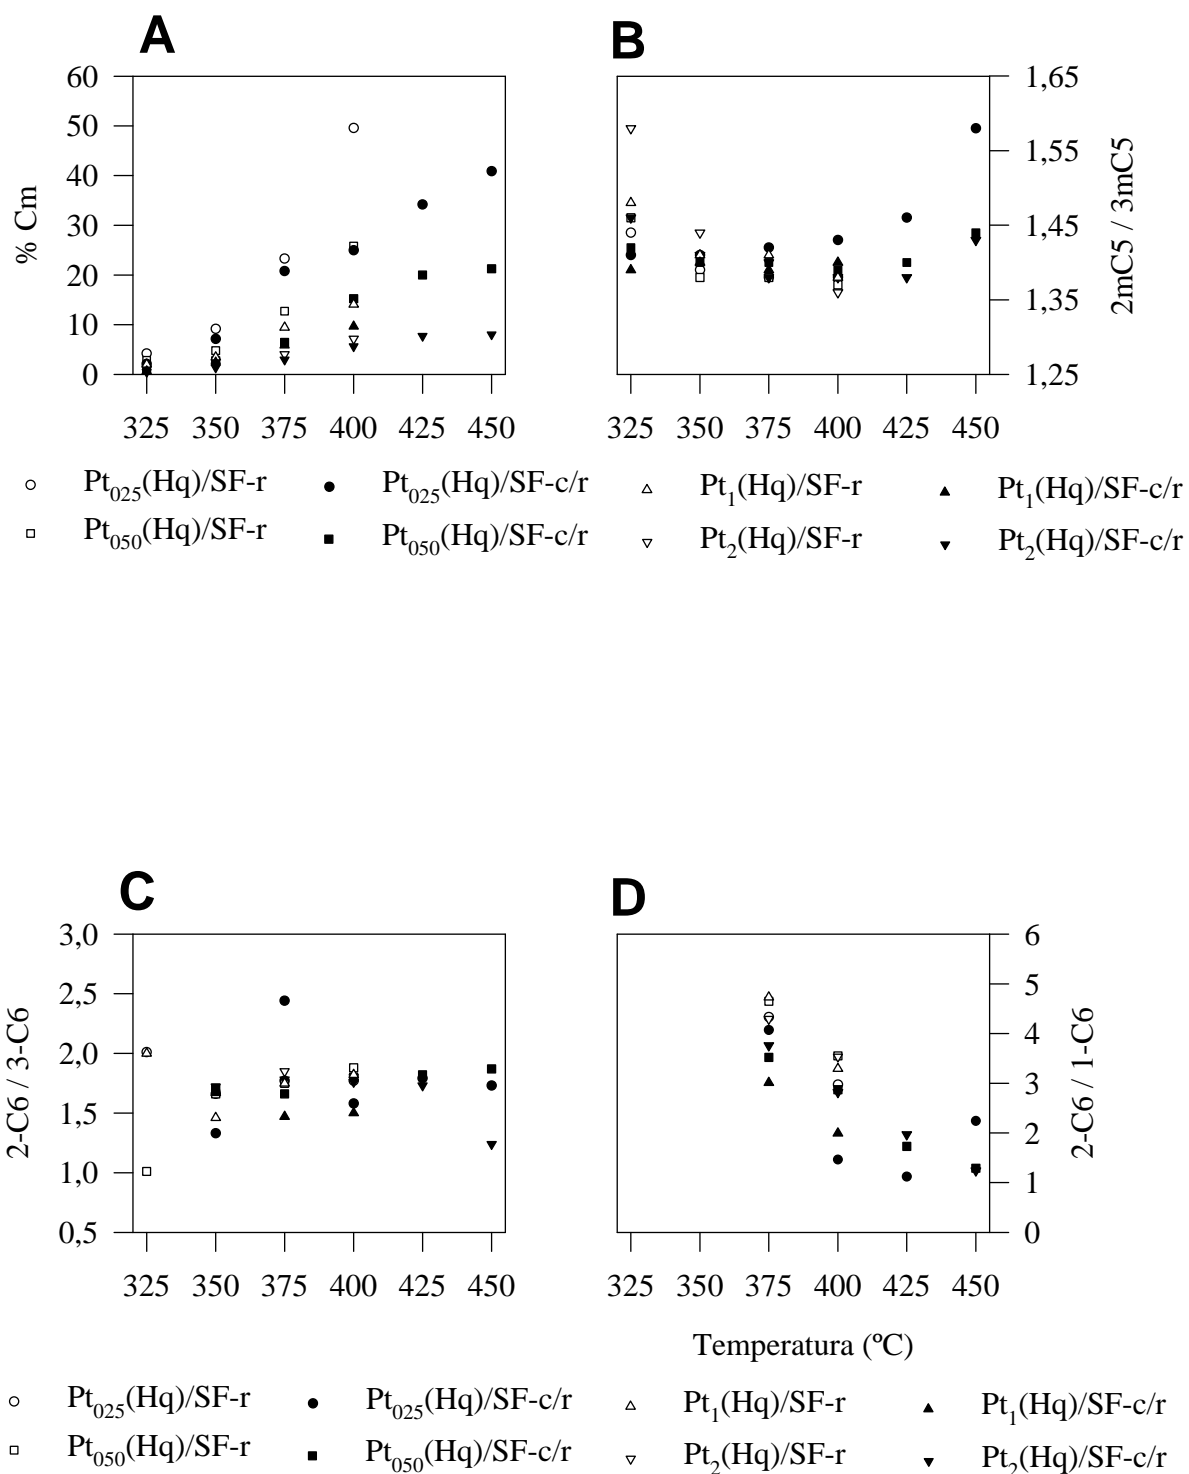 A B
60
50
40
30
20
10
0
% Cm
325 350 375 400 425 450
1,65
1,55
1,45
1,35
1,25
2mC5 / 3mC5
325 350 375 400 425 450
Pt025(Hq)/SF-r Pt025(Hq)/SF-c/r Pt1(Hq)/SF-r Pt1(Hq)/SF-c/r
Pt050(Hq)/SF-r Pt050(Hq)/SF-c/r Pt2(Hq)/SF-r Pt2(Hq)/SF-c/r
C D
3,0
2,5
2,0
1,5
1,0
0,5
2-C6 / 3-C6
325 350 375 400 425 450
6
5
4
3
2
1
0
2-C6 / 1-C6
325 350 375 400 425 450
Temperatura (ºC)
Pt025(Hq)/SF-r Pt025(Hq)/SF-c/r Pt1(Hq)/SF-r Pt1(Hq)/SF-c/r
Pt050(Hq)/SF-r Pt050(Hq)/SF-c/r Pt2(Hq)/SF-r Pt2(Hq)/SF-c/r